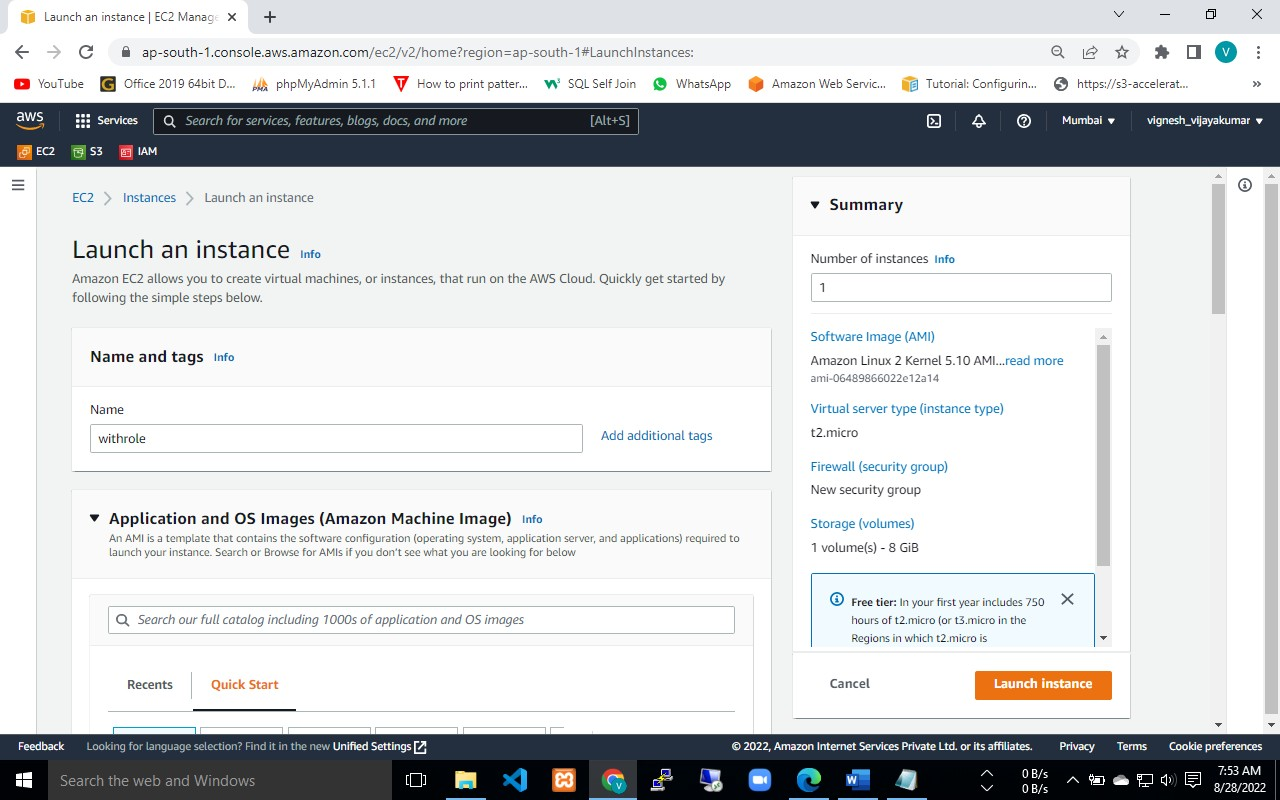 Launch an instance | EC2 Manage
ap-south-1.console.aws.amazon.com/ec2/v2/home?region=ap-south-1#LaunchInstances:
V
YouTube
Office 2019 64bit D...
PMA
phpMyAdmin 5.1.1
How to print patter...
SQL Self Join
WhatsApp
Amazon Web Servic...
Tutorial: Configurin...
https://s3-accelerat...
»
aws
Services
Search for services, features, blogs, docs, and more
[Alt+S]
Mumbai
vignesh_vijayakumar
EC2
S3
IAM
EC2
Instances
Launch an instance
Launch an instance Info
Amazon EC2 allows you to create virtual machines, or instances, that run on the AWS Cloud. Quickly get started by
following the simple steps below.
Name and tags Info
Name
withrole
Add additional tags
Application and OS Images (Amazon Machine Image) Info
An AMI is a template that contains the software configuration (operating system, application server, and applications) required to
launch your instance. Search or Browse for AMIs if you don't see what you are looking for below
Search our full catalog including 1000s of application and OS images
Recents
Quick Start
Summary
Number of instances Info
1
Software Image (AMI)
Amazon Linux 2 Kernel 5.10 AMI...read more
ami-06489866022e12a14
Virtual server type (instance type)
t2.micro
Firewall (security group)
New security group
Storage (volumes)
1 volume(s) - 8 GiB
Free tier: In your first year includes 750
hours of t2.micro (or t3.micro in the
Regions in which t2.micro is
Cancel
Launch instance
Feedback
Looking for language selection? Find it in the new Unified Settings
© 2022, Amazon Internet Services Private Ltd. or its affiliates.
Privacy
Terms
Cookie preferences
Search the web and Windows
0 B/s
0 B/s
7:53 AM
8/28/2022